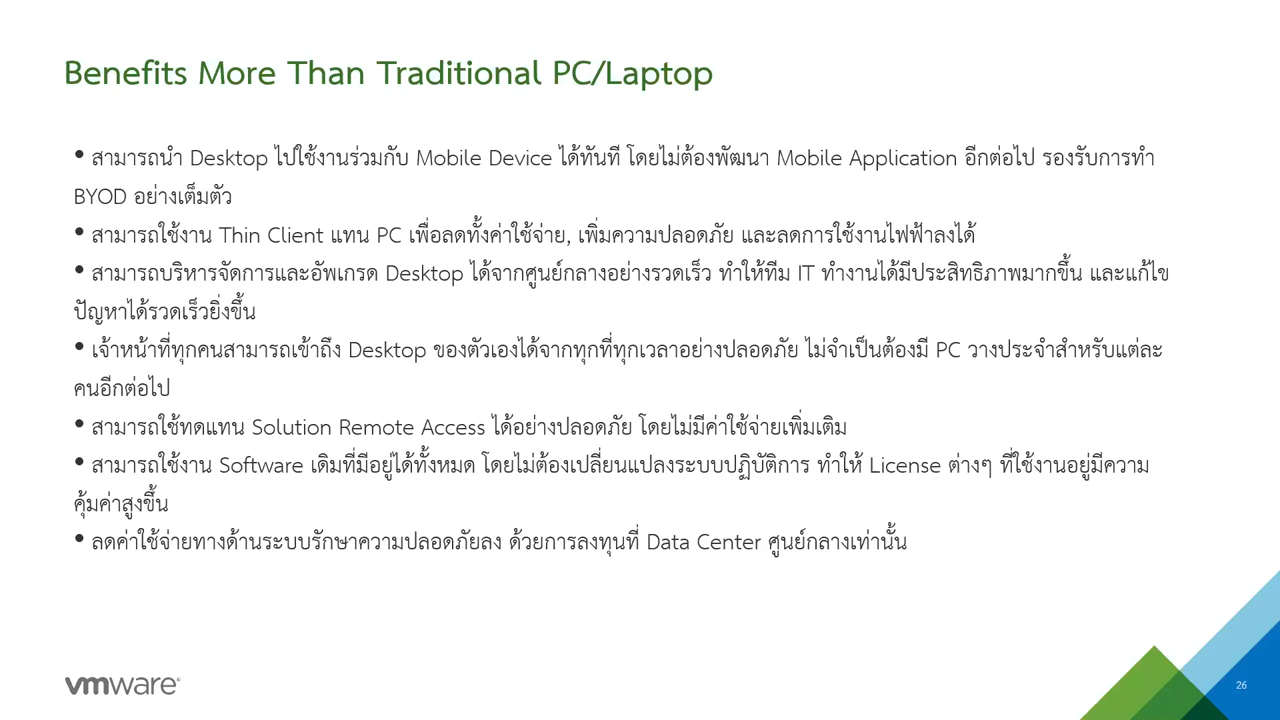 Benefits More Than Traditional PC/Laptop
• สามารถนำ Desktop ไปใช้งานร่วมกับ Mobile Device ได้ทันที โดยไม่ต้องพัฒนา Mobile Application อีกต่อไป รองรับการทำ
BYOD อย่างเต็มตัว
• สามารถใช้งาน Thin Client แทน PC เพื่อลดทั้งค่าใช้จ่าย, เพิ่มความปลอดภัย และลดการใช้งานไฟฟ้าลงได้
• สามารถบริหารจัดการและอัพเกรด Desktop ได้จากศูนย์กลางอย่างรวดเร็ว ทำให้ทีม IT ทำงานได้มีประสิทธิภาพมากขึ้น และแก้ไข
ปัญหาได้รวดเร็วยิ่งขึ้น
• เจ้าหน้าที่ทุกคนสามารถเข้าถึง Desktop ของตัวเองได้จากทุกที่ทุกเวลาอย่างปลอดภัย ไม่จำเป็นต้องมี PC วางประจำสำหรับแต่ละ
คนอีกต่อไป
• สามารถใช้ทดแทน Solution Remote Access ได้อย่างปลอดภัย โดยไม่มีค่าใช้จ่ายเพิ่มเติม
• สามารถใช้งาน Software เดิมที่มีอยู่ได้ทั้งหมด โดยไม่ต้องเปลี่ยนแปลงระบบปฏิบัติการ ทำให้ License ต่างๆ ที่ใช้งานอยู่มีความ
คุ้มค่าสูงขึ้น
• ลดค่าใช้จ่ายทางด้านระบบรักษาความปลอดภัยลง ด้วยการลงทุนที่ Data Center ศูนย์กลางเท่านั้น
vmware
26